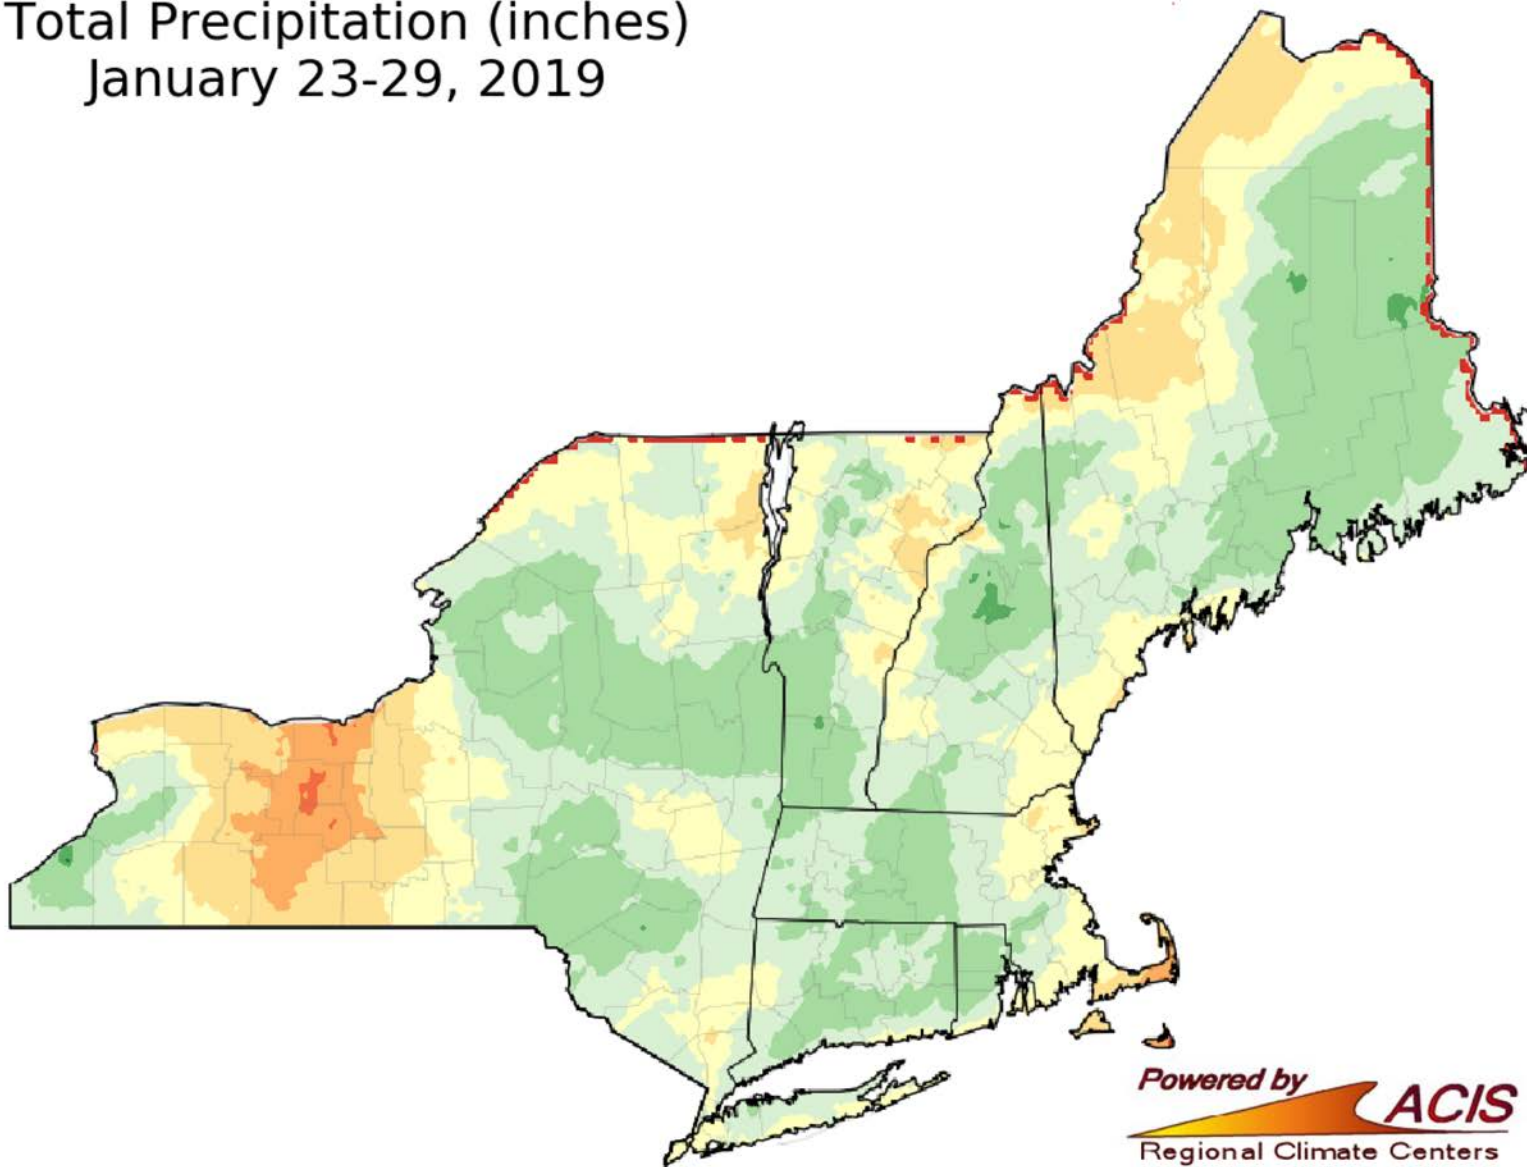 Total Precipitation (inches)
January 23-29, 2019
Powered by
ACIS
Regional Climate Centers